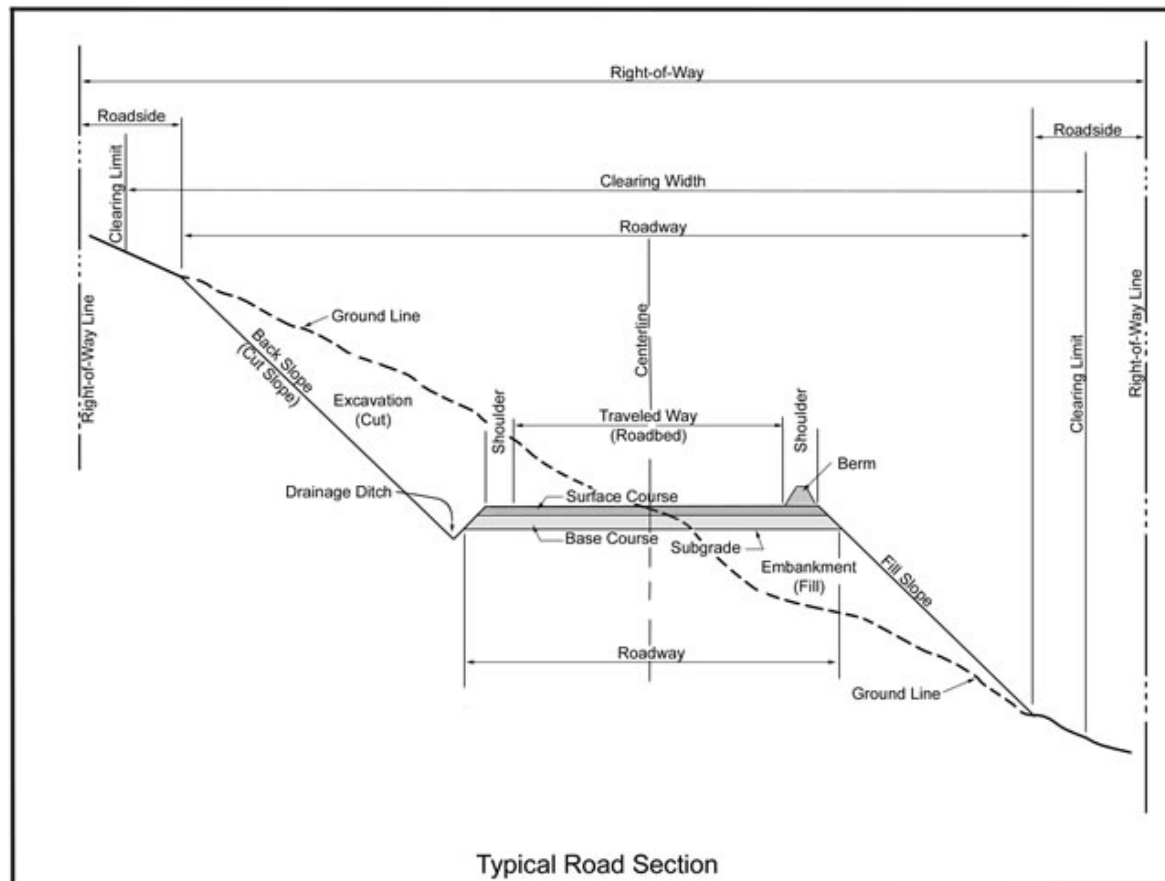 Right-of-Way
Roadside
Roadside
Clearing Limit
Clearing Width
Roadway
Right-of-Way Line
Ground Line
Back Slope
(Cut Slope)
Excavation
(Cut)
Centerline
Shoulder
Traveled Way
(Roadbed)
Shoulder
Clearing Limit
Right-of-Way Line
Berm
Drainage Ditch
Surface Course
Base Course
Subgrade
Embankment
(Fill)
Fill Slope
Roadway
Ground Line
Typical Road Section